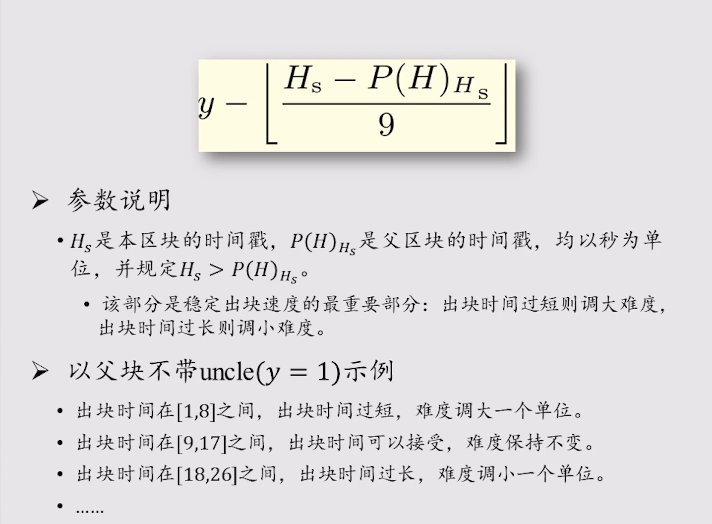 y − ⌊(H_s − P(H)_{H_s}) / 9⌋
➢ 参数说明
• H_s是本区块的时间戳，P(H)_{H_s}是父区块的时间戳，均以秒为单
位，并规定H_s > P(H)_{H_s}。
• 该部分是稳定出块速度的最重要部分：出块时间过短则调大难度，
出块时间过长则调小难度。
➢ 以父块不带uncle(y = 1)示例
• 出块时间在[1,8]之间，出块时间过短，难度调大一个单位。
• 出块时间在[9,17]之间，出块时间可以接受，难度保持不变。
• 出块时间在[18,26]之间，出块时间过长，难度调小一个单位。
• ……